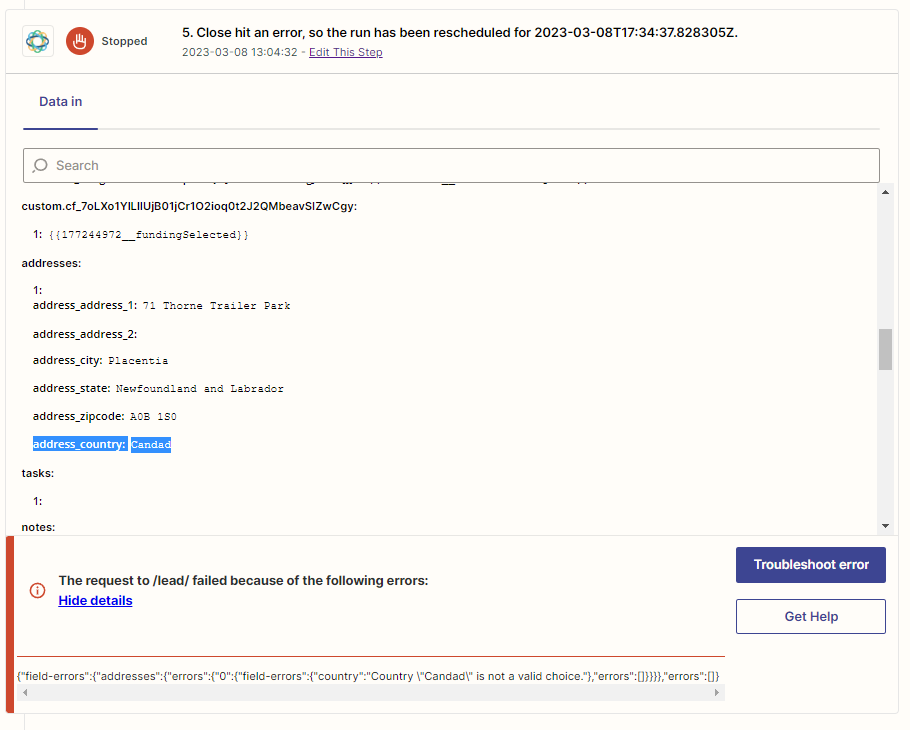 Stopped
5. Close hit an error, so the run has been rescheduled for 2023-03-08T17:34:37.828305Z.
2023-03-08 13:04:32 - Edit This Step
Data in
Search
custom.cf_7oLXo1YlLIlUjB01jCr1O2ioq0t2J2QMbeavSIZwCgy:
1: {{177244972__fundingSelected}}
addresses:
1:
address_address_1: 71 Thorne Trailer Park
address_address_2:
address_city: Placentia
address_state: Newfoundland and Labrador
address_zipcode: A0B 1S0
address_country: Candad
tasks:
1:
notes:
The request to /lead/ failed because of the following errors:
Hide details
Troubleshoot error
Get Help
{"field-errors":{"addresses":{"errors":{"0":{"field-errors":{"country":"Country \"Candad\" is not a valid choice."},"errors":[]}}}},"errors":[]}